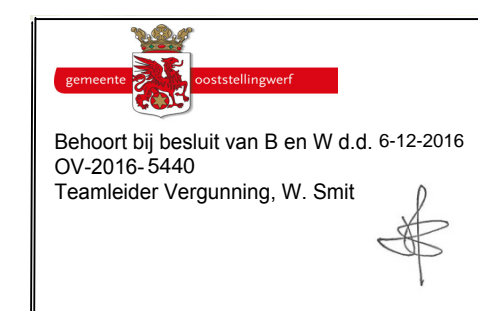 gemeente ooststellingwerf
Behoort bij besluit van B en W d.d. 6-12-2016
OV-2016-5440
Teamleider Vergunning, W. Smit